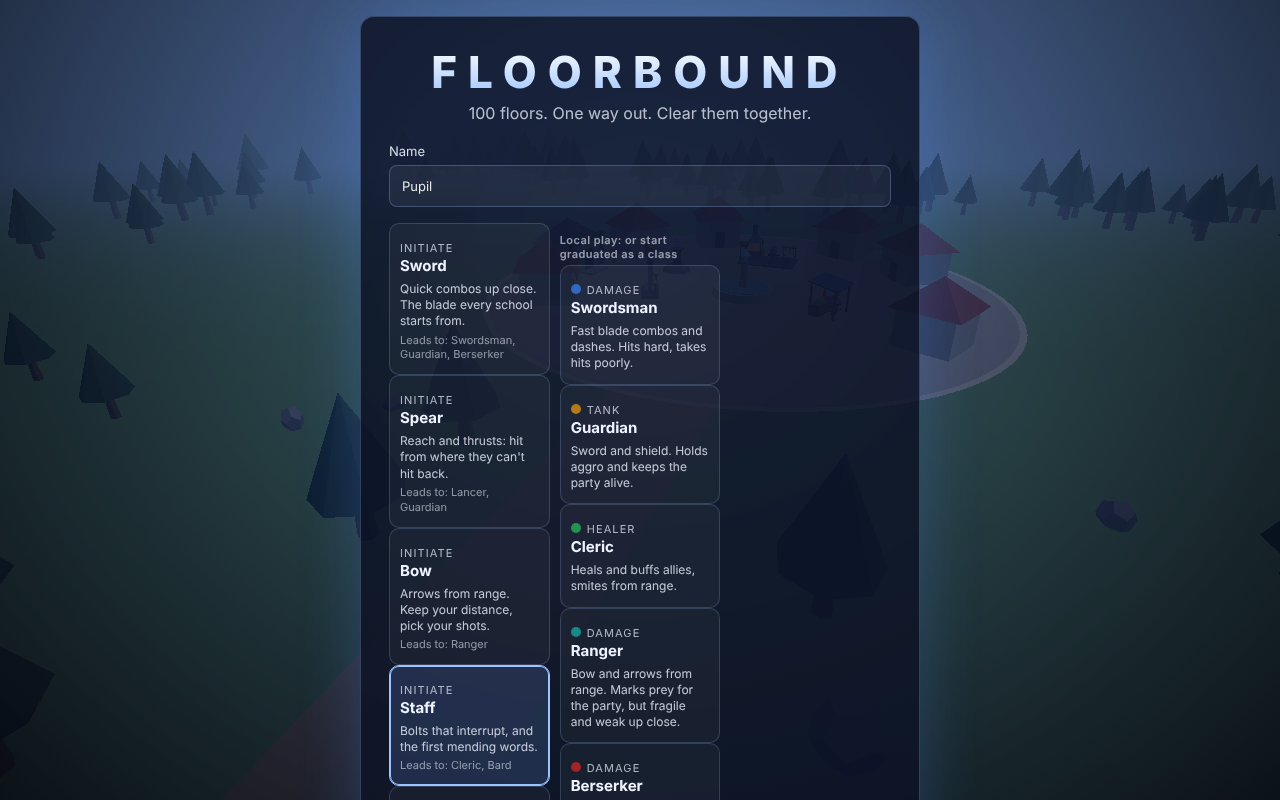 FLOORBOUND
100 floors. One way out. Clear them together.
Name
Pupil
INITIATE
Sword
Quick combos up close.
The blade every school
starts from.
Leads to: Swordsman,
Guardian, Berserker
INITIATE
Spear
Reach and thrusts: hit
from where they can't
hit back.
Leads to: Lancer,
Guardian
INITIATE
Bow
Arrows from range.
Keep your distance,
pick your shots.
Leads to: Ranger
INITIATE
Staff
Bolts that interrupt, and
the first mending words.
Leads to: Cleric, Bard
Local play: or start
graduated as a class
DAMAGE
Swordsman
Fast blade combos and
dashes. Hits hard, takes
hits poorly.
TANK
Guardian
Sword and shield. Holds
aggro and keeps the
party alive.
HEALER
Cleric
Heals and buffs allies,
smites from range.
DAMAGE
Ranger
Bow and arrows from
range. Marks prey for
the party, but fragile
and weak up close.
DAMAGE
Berserker